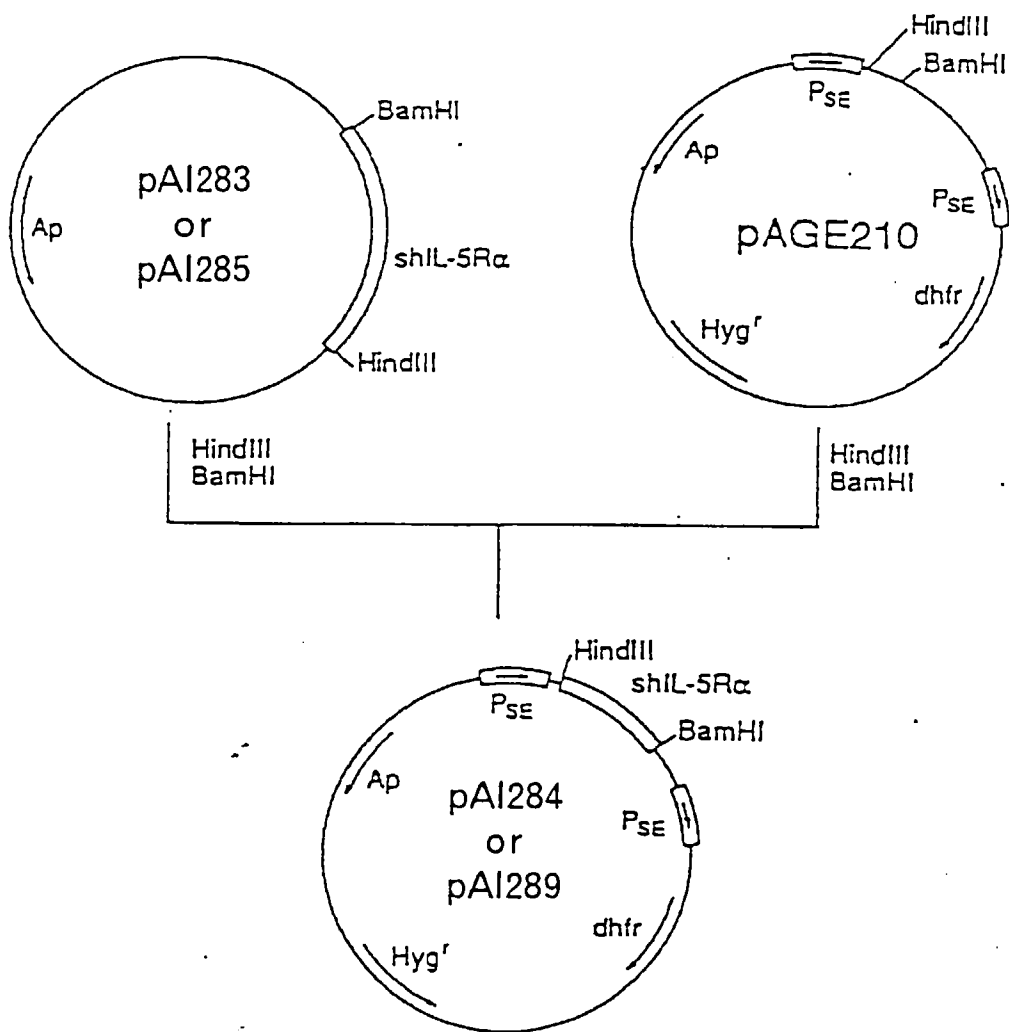 BamHI
pAI283
or
pAI285
Ap
shIL-5Rα
HindIII
HindIII
BamHI
PSE
Ap
PSE
pAGE210
dhfr
Hygr
HindIII
BamHI
HindIII
BamHI
HindIII
shIL-5Rα
PSE
BamHI
Ap
pAI284
or
pAI289
PSE
dhfr
Hygr